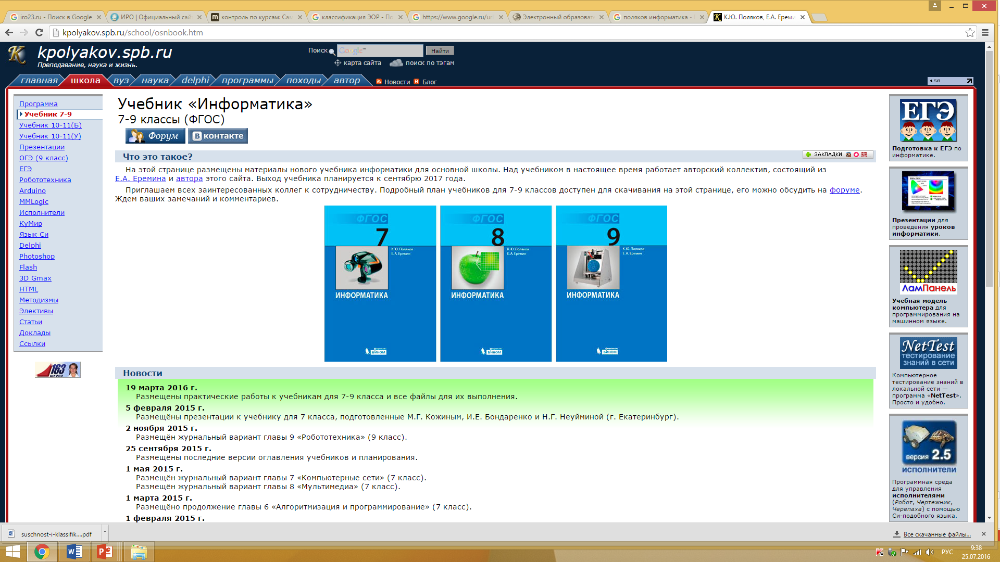 iro23.ru - Поиск в Google
ИРО | Официальный сай
контроль по курсам: Сам
классификация ЭОР - По
https://www.google.ru/url
Электронный образоват
поляков информатика -
К.Ю. Поляков, Е.А. Ереми
kpolyakov.spb.ru/school/osnbook.htm
kpolyakov.spb.ru
Преподавание, наука и жизнь.
Поиск
Google™
Найти
карта сайта
поиск по тэгам
главная
школа
вуз
наука
delphi
программы
походы
автор
Новости
Блог
158
Программа
Учебник 7-9
Учебник 10-11(Б)
Учебник 10-11(У)
Презентации
ОГЭ (9 класс)
ЕГЭ
Робототехника
Arduino
MMLogic
Исполнители
КуМир
Язык Си
Delphi
Photoshop
Flash
3D Gmax
HTML
Методизмы
Элективы
Статьи
Доклады
Ссылки
163
школа
Учебник «Информатика»
7-9 классы (ФГОС)
Форум
В контакте
Что это такое?
ЗАКЛАДКИ
На этой странице размещены материалы нового учебника информатики для основной школы. Над учебником в настоящее время работает авторский коллектив, состоящий из
Е.А. Еремина и автора этого сайта. Выход учебника планируется к сентябрю 2017 года.
Приглашаем всех заинтересованных коллег к сотрудничеству. Подробный план учебников для 7-9 классов доступен для скачивания на этой странице, его можно обсудить на форуме.
Ждем ваших замечаний и комментариев.
ФГОС
7
К.Ю. Поляков
Е.А. Еремин
ИНФОРМАТИКА
БИНОМ
ФГОС
8
К.Ю. Поляков
Е.А. Еремин
ИНФОРМАТИКА
БИНОМ
ФГОС
9
К.Ю. Поляков
Е.А. Еремин
ИНФОРМАТИКА
БИНОМ
Новости
19 марта 2016 г.
Размещены практические работы к учебникам для 7-9 класса и все файлы для их выполнения.
5 февраля 2015 г.
Размещёны презентации к учебнику для 7 класса, подготовленные М.Г. Кожиным, И.Е. Бондаренко и Н.Г. Неуйминой (г. Екатеринбург).
2 ноября 2015 г.
Размещён журнальный вариант главы 9 «Робототехника» (9 класс).
25 сентября 2015 г.
Размещёны последние версии оглавления учебников и планирования.
1 мая 2015 г.
Размещён журнальный вариант главы 7 «Компьютерные сети» (7 класс).
Размещён журнальный вариант главы 8 «Мультимедиа» (7 класс).
1 марта 2015 г.
Размещёно продолжение главы 6 «Алгоритмизация и программирование» (7 класс).
1 февраля 2015 г.
ЕГЭ
Подготовка к ЕГЭ по
информатике.
Презентации для
проведения уроков
информатики.
ЛамПанель
Учебная модель
компьютера для
программирования на
машинном языке.
NetTest
тестирование
знаний в сети
Компьютерное
тестирование знаний в
локальной сети —
программа «NetTest».
Просто и удобно.
версия 2.5
исполнители
Программная среда
для управления
исполнителями
(Робот, Чертежник,
Черепаха) с помощью
Си-подобного языка.
suschnost-i-klassifik....pdf
Все скачанные файлы...
РУС
9:38
25.07.2016